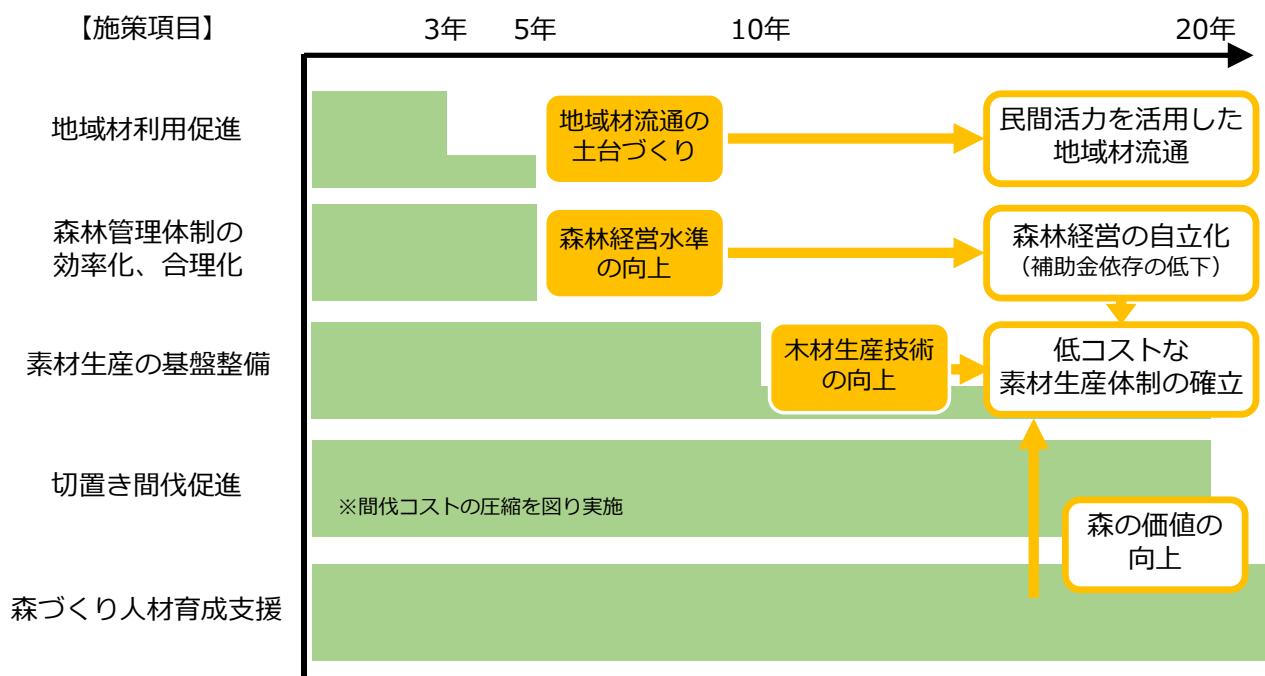 【施策項目】
3年
5年
10年
20年
地域材利用促進
地域材流通の
土台づくり
民間活力を活用した
地域材流通
森林管理体制の
効率化、合理化
森林経営水準
の向上
森林経営の自立化
（補助金依存の低下）
素材生産の基盤整備
木材生産技術
の向上
低コストな
素材生産体制の確立
切置き間伐促進
※間伐コストの圧縮を図り実施
森の価値の
向上
森づくり人材育成支援